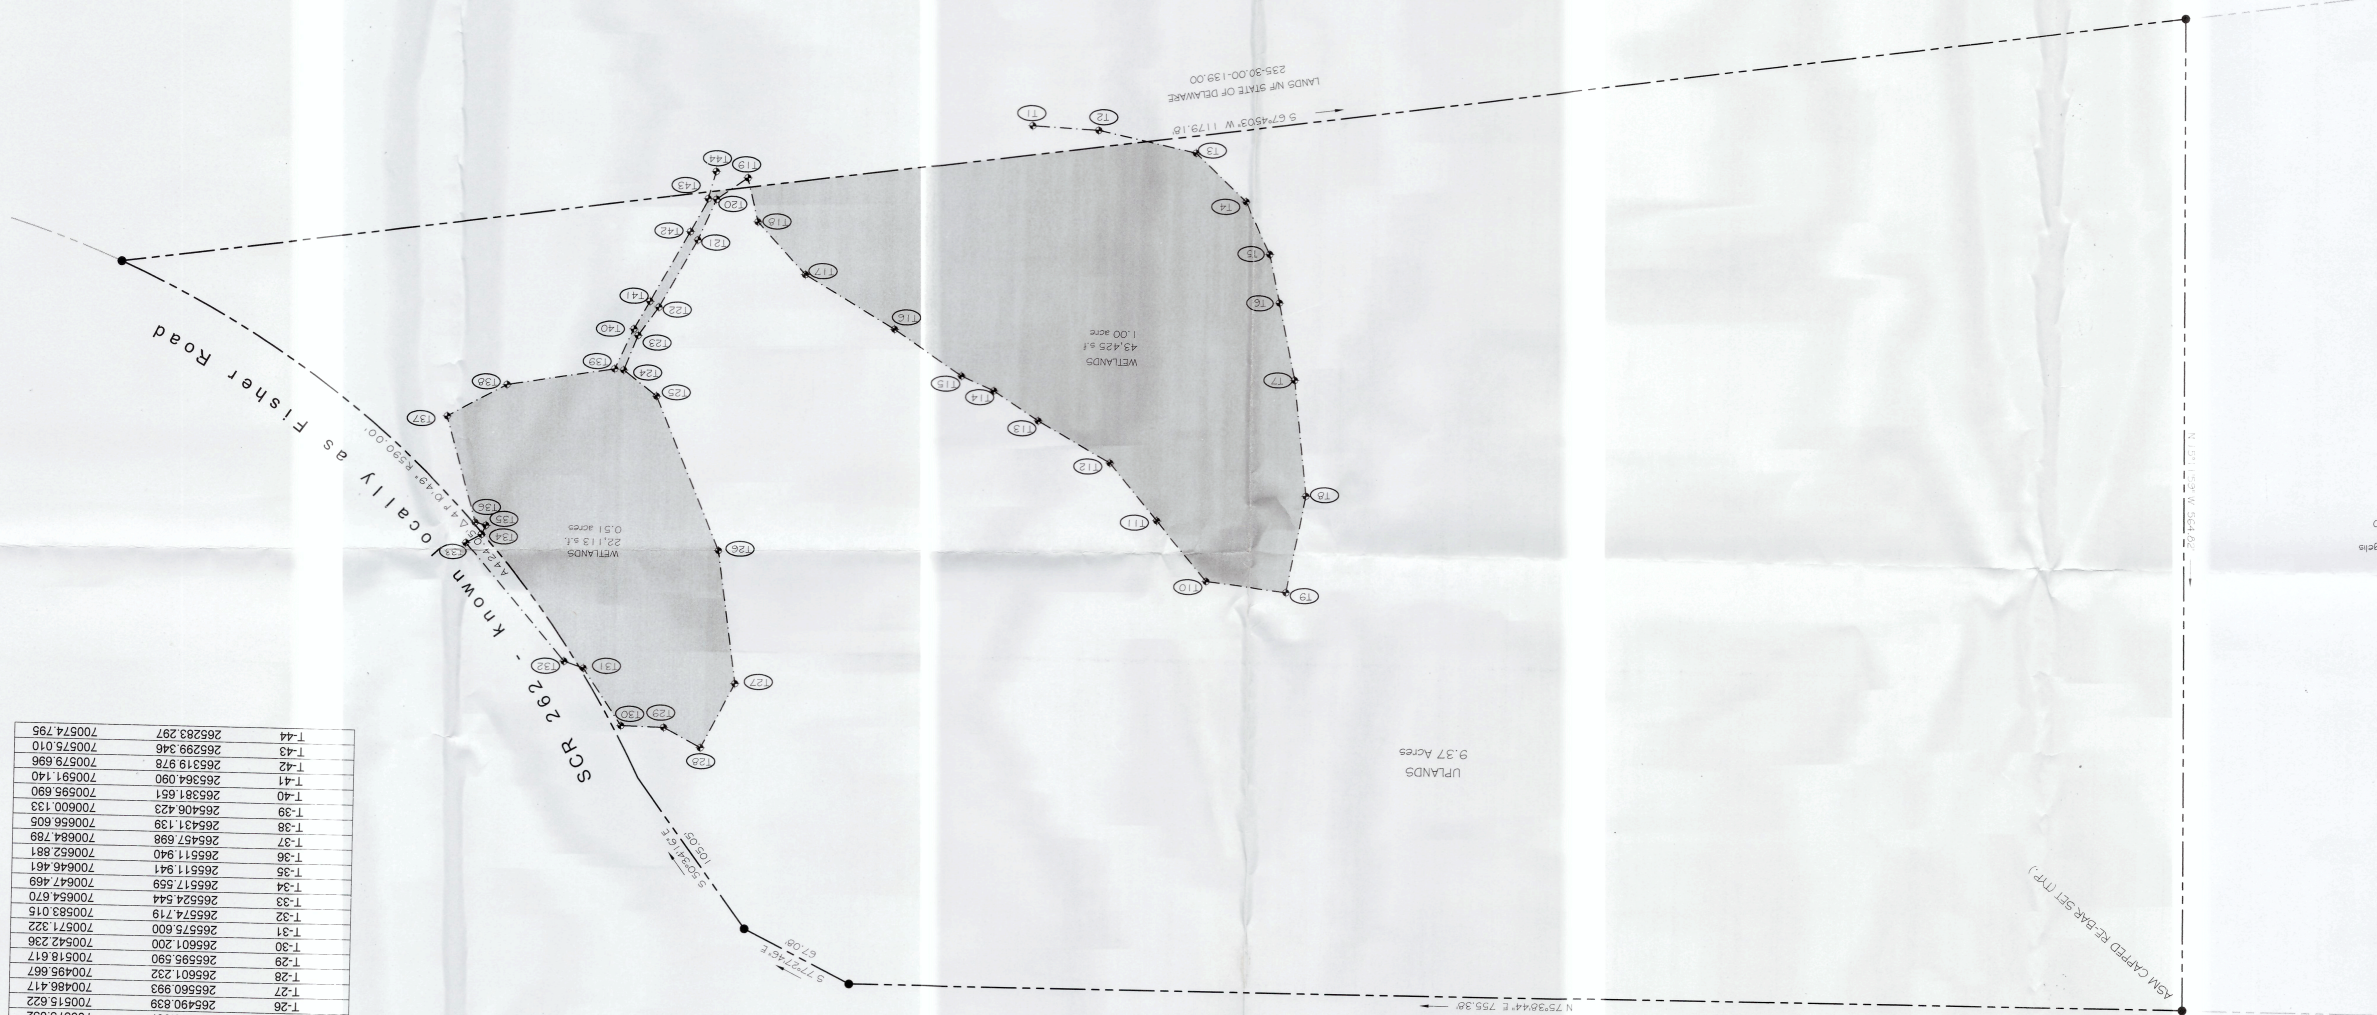 N 75°38'44" E 755.38'
ASM CAPPED RE-BAR SET (TYP.)
S 77°27'46" E
67.08'
S 50°34'16" E
105.05'
UPLANDS
9.37 Acres
SCR 262 - Known locally as Fisher Road
R590.00'
WETLANDS
22,113 s.f.
0.51 acres
WETLANDS
43,425 s.f.
1.00 acre
S 67°45'03" W 1179.18'
LANDS N/F STATE OF DELAWARE
235-30.00-139.00
T1
T2
T3
T4
T5
T6
T7
T8
T9
T10
T11
T12
T13
T14
T15
T16
T17
T18
T19
T20
T21
T22
T23
T24
T25
T26
T27
T28
T29
T30
T31
T32
T33
T34
T35
T36
T37
T38
T39
T40
T41
T42
T43
T44
T-26 265490.839 700515.622
T-27 265560.993 700486.417
T-28 265601.232 700495.667
T-29 265595.590 700518.617
T-30 265601.200 700542.236
T-31 265575.600 700571.322
T-32 265574.719 700583.015
T-33 265524.544 700654.670
T-34 265517.559 700647.469
T-35 265511.941 700646.461
T-36 265511.940 700652.881
T-37 265457.698 700684.789
T-38 265431.139 700656.605
T-39 265406.423 700600.133
T-40 265381.651 700595.690
T-41 265364.090 700591.140
T-42 265319.978 700579.696
T-43 265299.346 700575.010
T-44 265283.297 700574.795